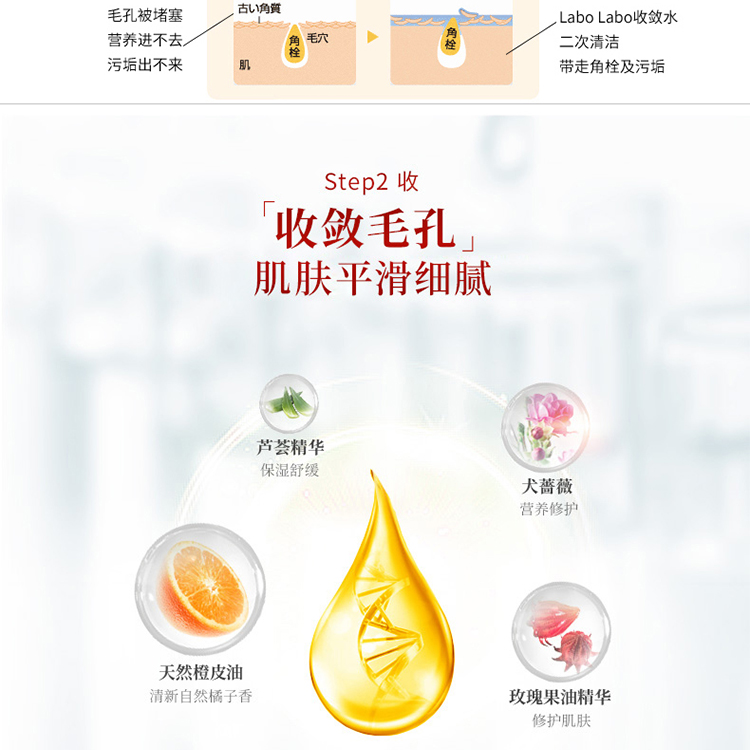 毛孔被堵塞
营养进不去
污垢出不来
古い角質
角栓
毛穴
肌
角栓
Labo Labo收敛水
二次清洁
带走角栓及污垢
Step2 收
「收敛毛孔」
肌肤平滑细腻
芦荟精华
保湿舒缓
犬蔷薇
营养修护
天然橙皮油
清新自然橘子香
玫瑰果油精华
修护肌肤